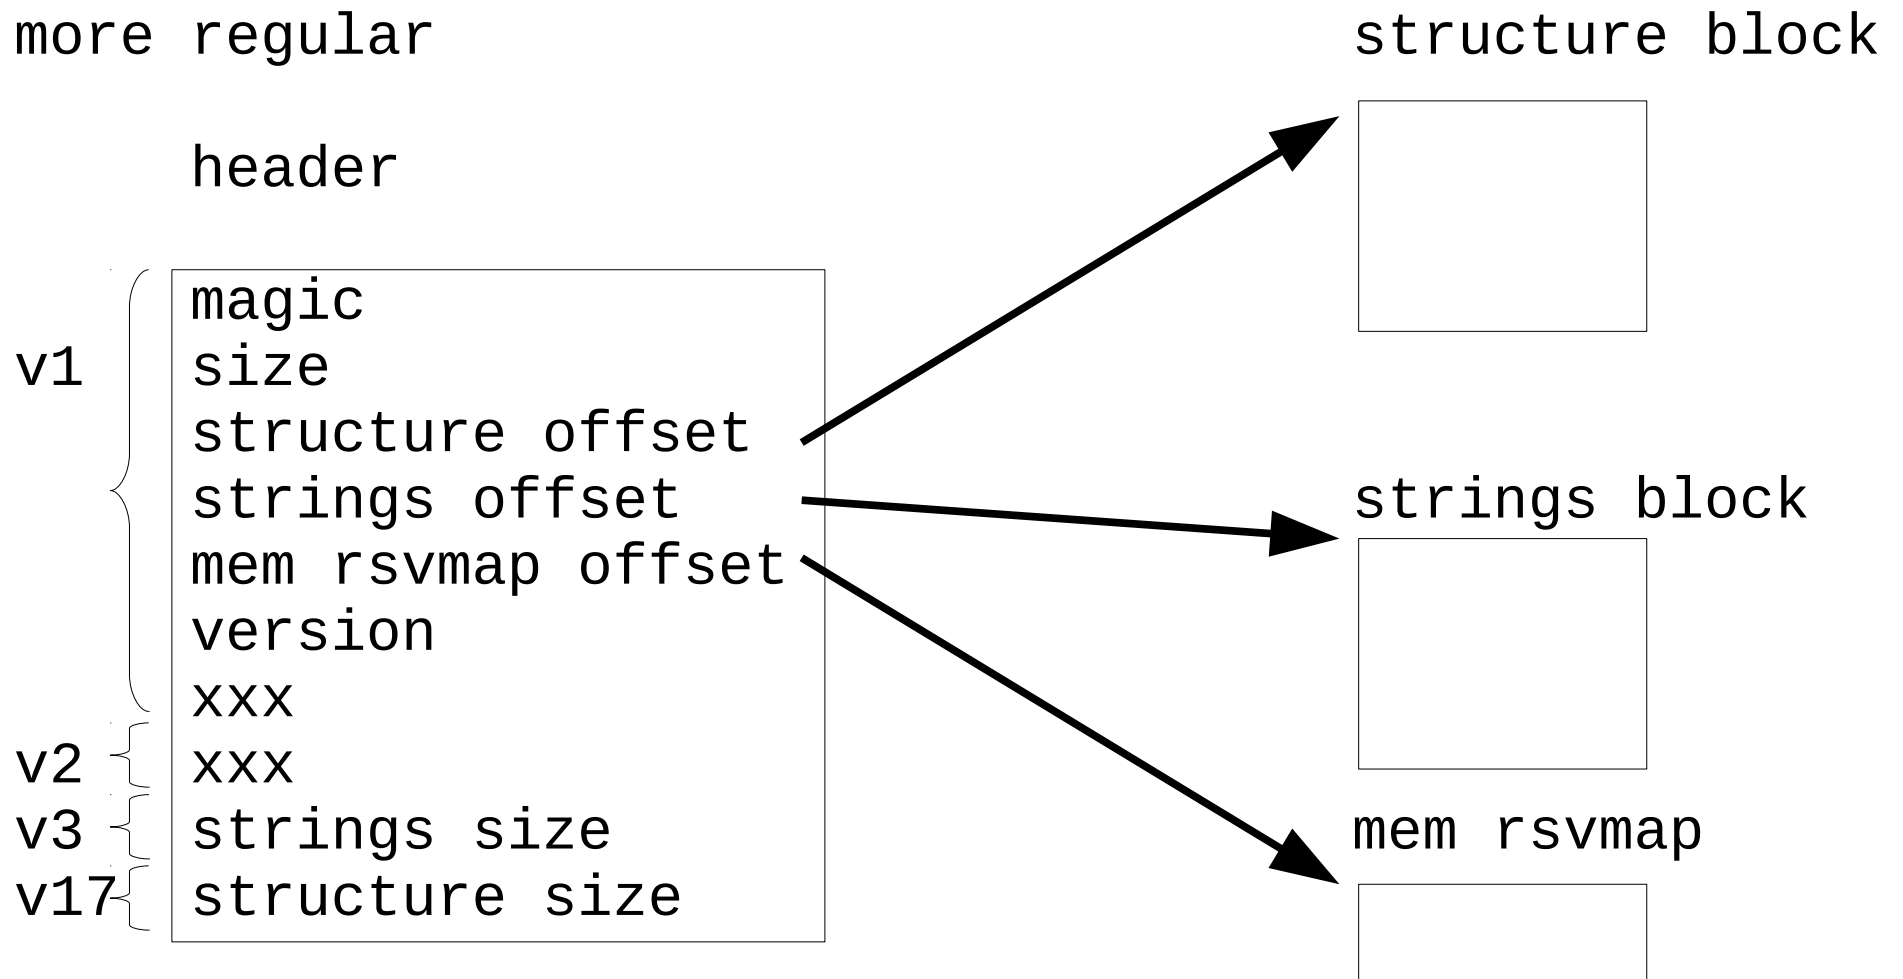 more regular
header
v1
magic
size
structure offset
strings offset
mem rsvmap offset
version
xxx
v2 xxx
v3 strings size
v17 structure size
structure block
strings block
mem rsvmap